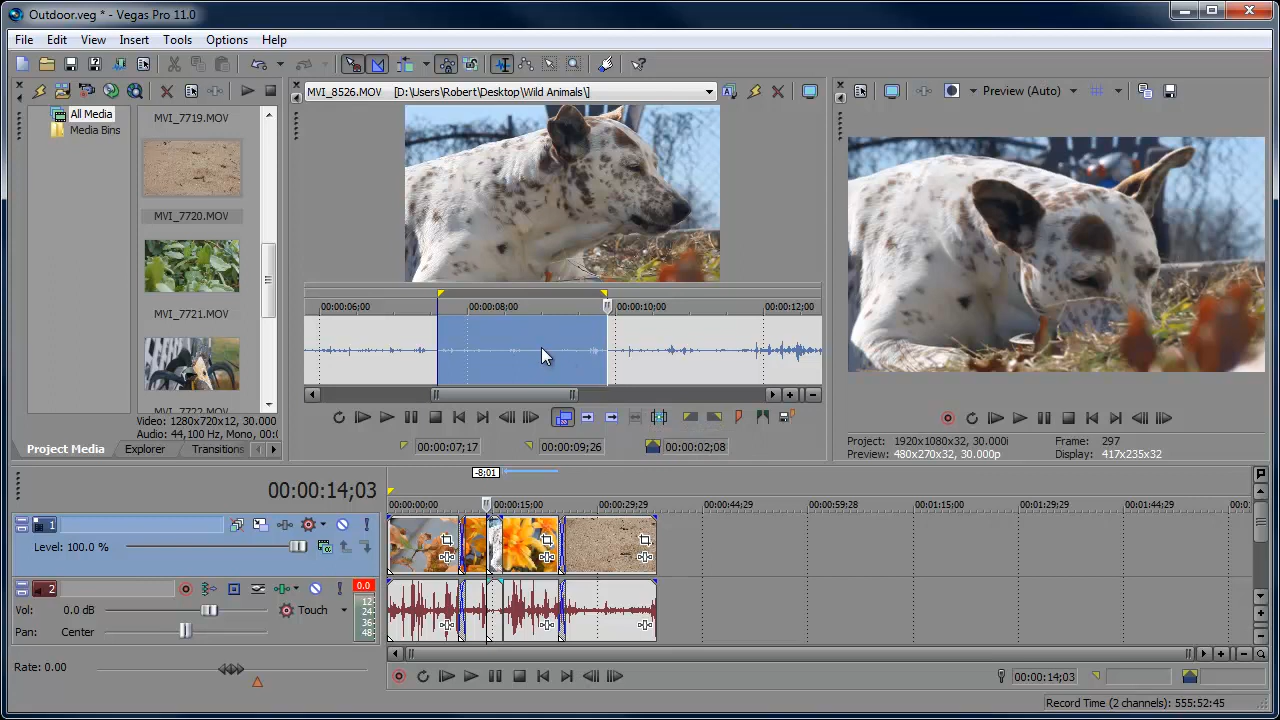 Outdoor.veg * - Vegas Pro 11.0
File Edit View Insert Tools Options Help
MVI_8526.MOV [D:\Users\Robert\Desktop\Wild Animals\]
Preview (Auto)
All Media
Media Bins
MVI_7719.MOV
MVI_7720.MOV
MVI_7721.MOV
Video: 1280x720x12, 30.000
Audio: 44,100 Hz, Mono, 00:(
Project Media Explorer Transitions
00:00:06;00 00:00:08;00 00:00:10;00 00:00:12;00
00:00:07;17 00:00:09;26 00:00:02;08
Project: 1920x1080x32, 30.000i Frame: 297
Preview: 480x270x32, 30.000p Display: 417x235x32
-8;01
00:00:14;03
00:00:00;00 00:00:15;00 00:00:29;29 00:00:44;29 00:00:59;28 00:01:15;00 00:01:29;29 00:01:44;29
1
Level: 100.0 %
2 0.0
Vol: 0.0 dB Touch
Pan: Center
12
24
36
48
Rate: 0.00
00:00:14;03
Record Time (2 channels): 555:52:45